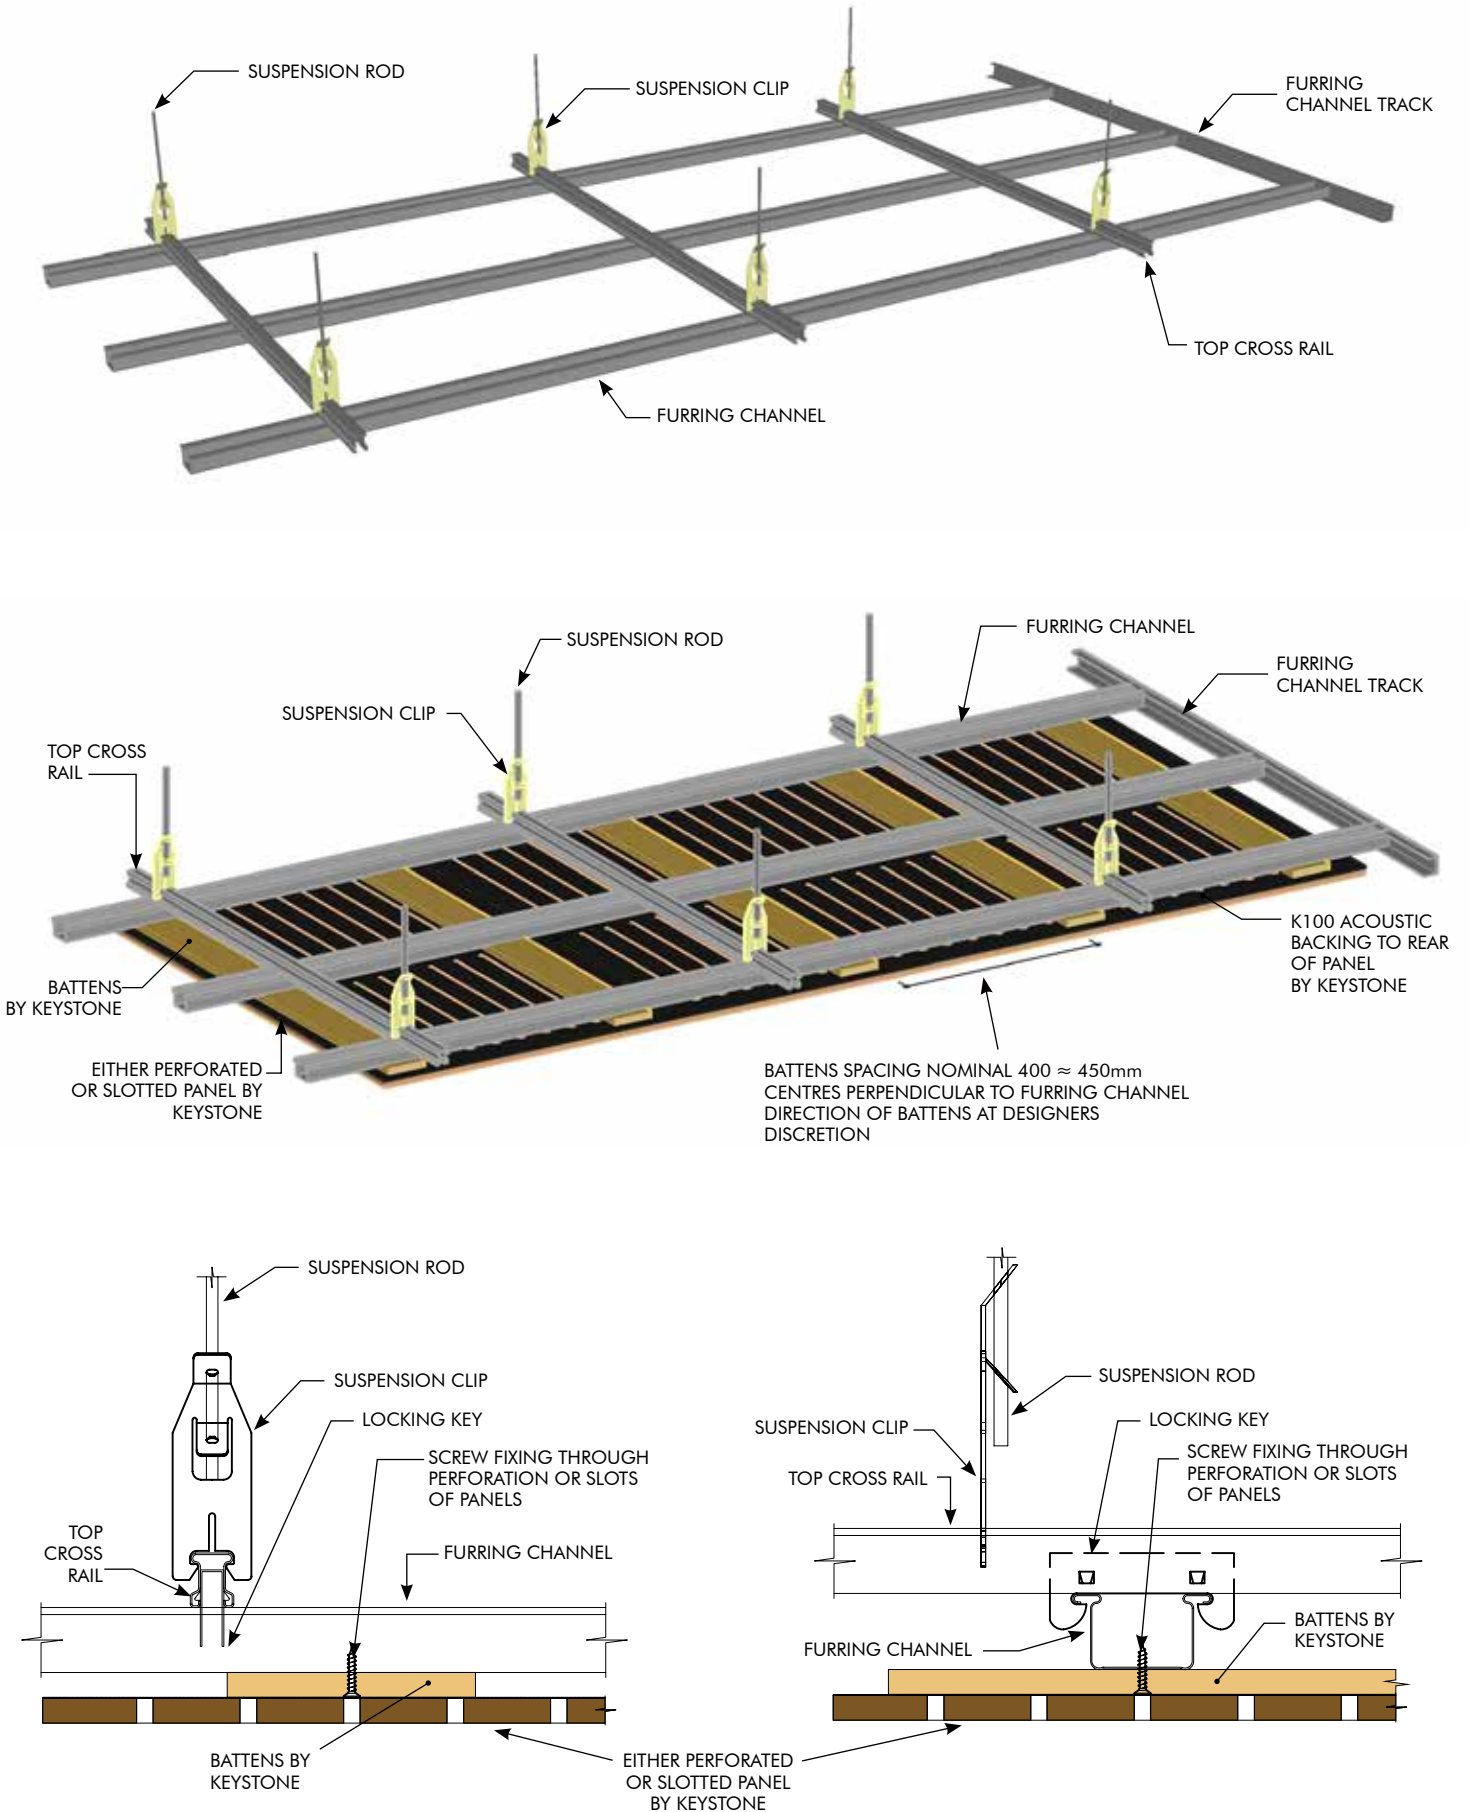 SUSPENSION ROD
SUSPENSION CLIP
FURRING
CHANNEL TRACK
TOP CROSS RAIL
FURRING CHANNEL
SUSPENSION ROD
FURRING CHANNEL
FURRING
CHANNEL TRACK
SUSPENSION CLIP
TOP CROSS
RAIL
BATTENS
BY KEYSTONE
K100 ACOUSTIC
BACKING TO REAR
OF PANEL
BY KEYSTONE
EITHER PERFORATED
OR SLOTTED PANEL BY
KEYSTONE
BATTENS SPACING NOMINAL 400 ≈ 450mm
CENTRES PERPENDICULAR TO FURRING CHANNEL
DIRECTION OF BATTENS AT DESIGNERS
DISCRETION
SUSPENSION ROD
SUSPENSION CLIP
LOCKING KEY
SCREW FIXING THROUGH
PERFORATION OR SLOTS
OF PANELS
TOP
CROSS
RAIL
FURRING CHANNEL
BATTENS BY
KEYSTONE
SUSPENSION ROD
SUSPENSION CLIP
LOCKING KEY
SCREW FIXING THROUGH
PERFORATION OR SLOTS
OF PANELS
TOP CROSS RAIL
FURRING CHANNEL
BATTENS BY
KEYSTONE
EITHER PERFORATED
OR SLOTTED PANEL
BY KEYSTONE